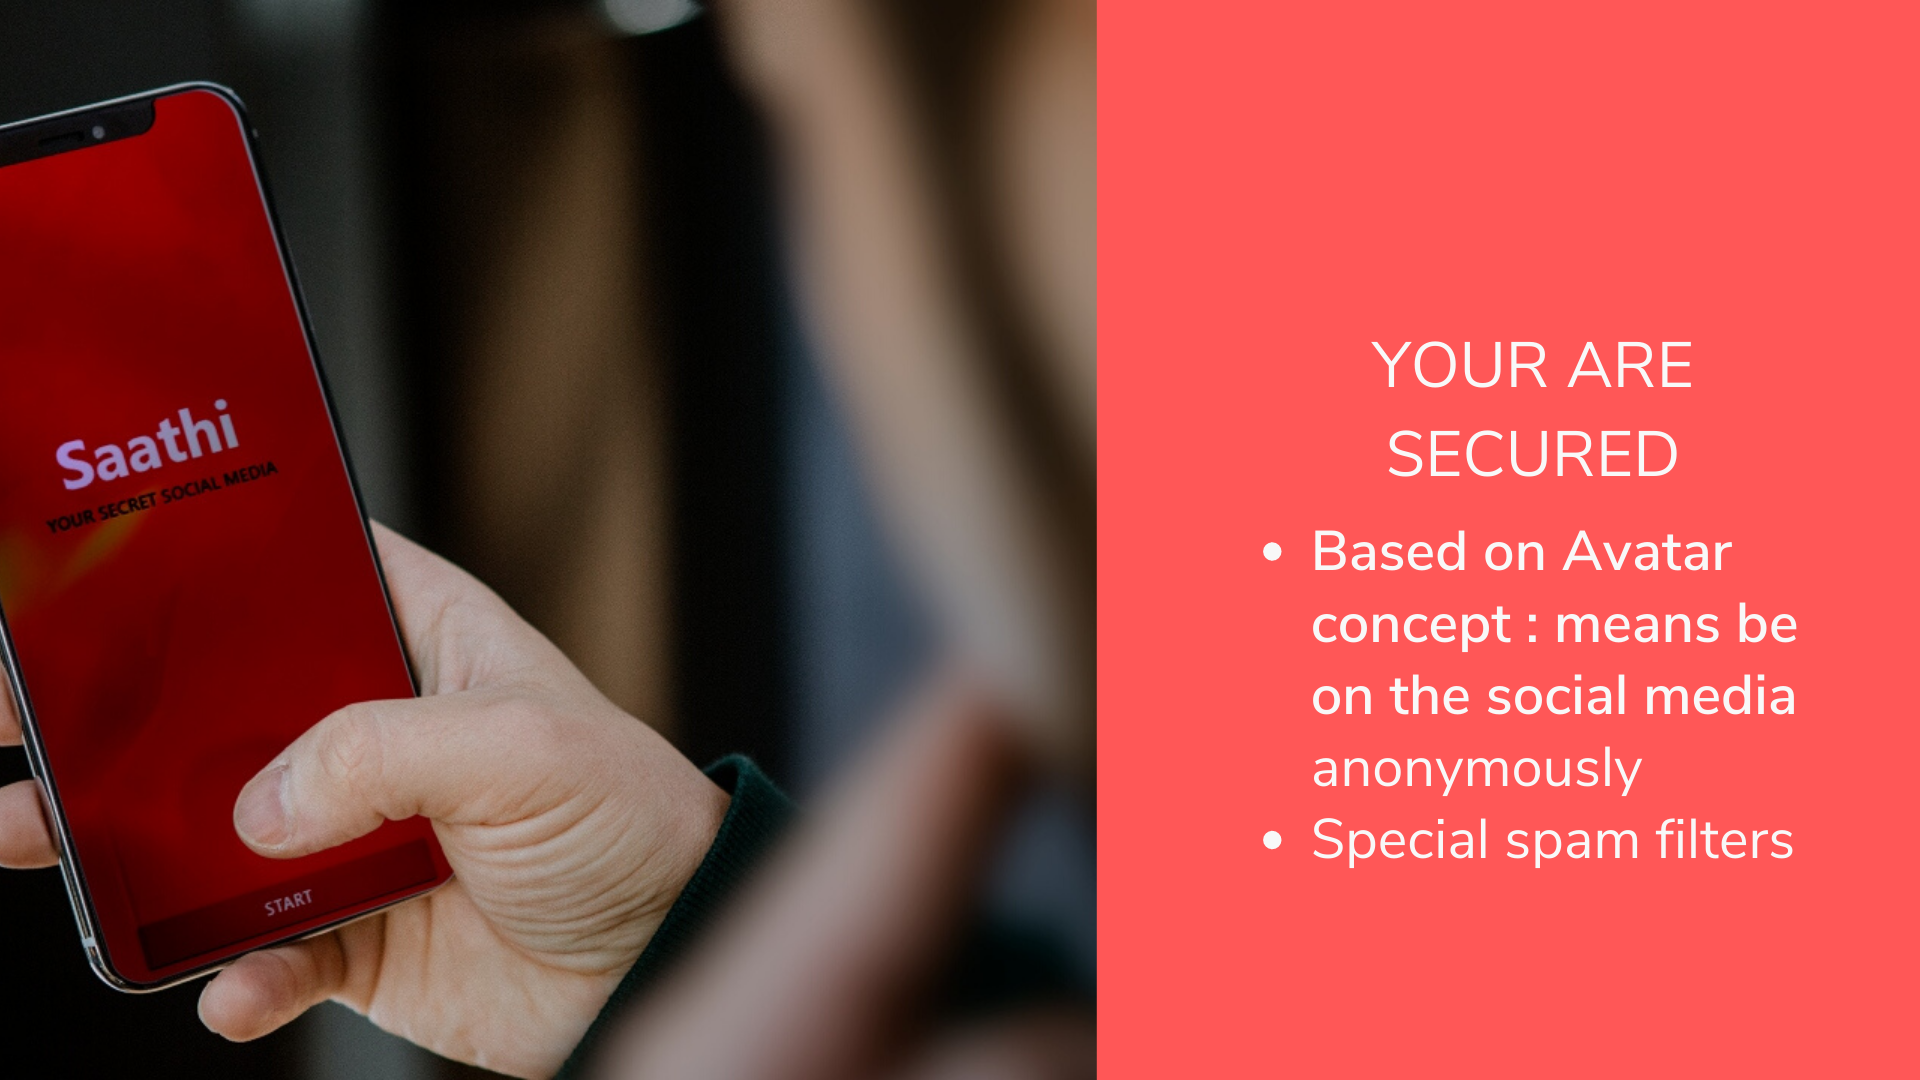 Saathi
YOUR SECRET SOCIAL MEDIA
START
YOUR ARE
SECURED
• Based on Avatar
concept : means be
on the social media
anonymously
• Special spam filters